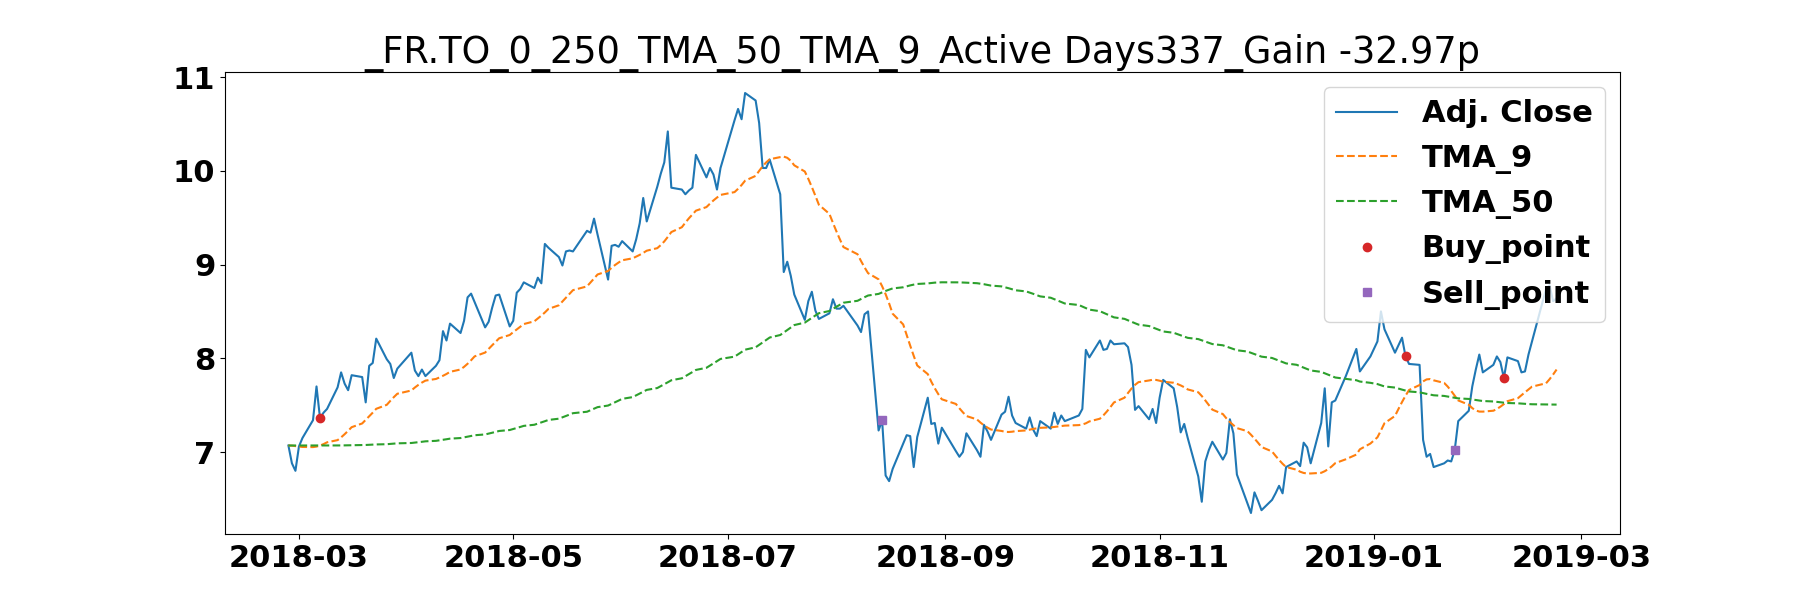 _FR.TO_0_250_TMA_50_TMA_9_Active Days337_Gain -32.97p
11
10
9
8
7
Adj. Close
TMA_9
TMA_50
Buy_point
Sell_point
2018-03 2018-05 2018-07 2018-09 2018-11 2019-01 2019-03